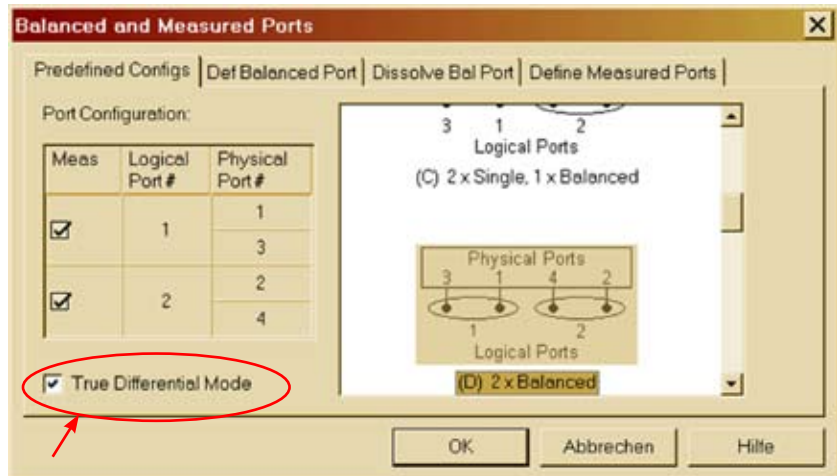 Balanced and Measured Ports
Predefined Configs
Def Balanced Port
Dissolve Bal Port
Define Measured Ports
Port Configuration:
Meas
Logical
Port #
Physical
Port #
1
1
3
2
2
4
True Differential Mode
3 1 2
Logical Ports
(C) 2 x Single, 1 x Balanced
Physical Ports
3 1 4 2
1 2
Logical Ports
(D) 2 x Balanced
OK
Abbrechen
Hilfe